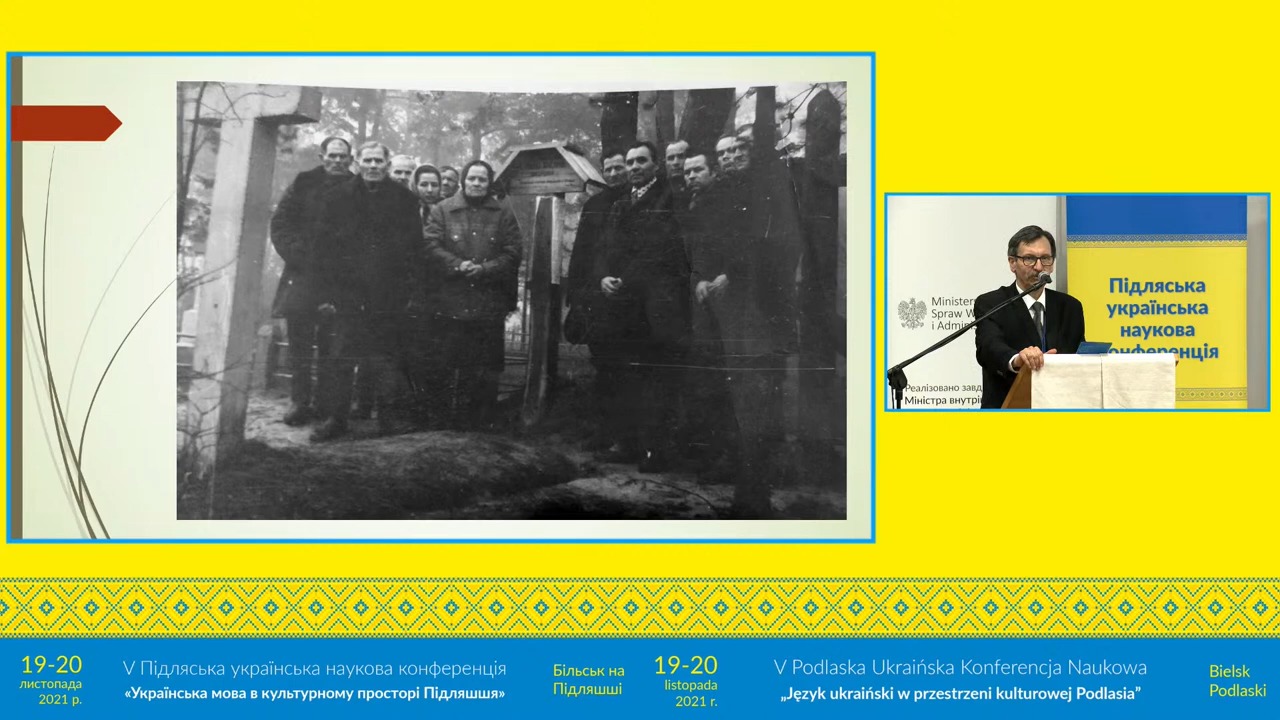 Minister
Spraw W
i Admin
Реалізовано завд
Міністра внутрі
Підляська
українська
наукова
конференція
19-20
листопада
2021 р.
V Підляська українська наукова конференція
«Українська мова в культурному просторі Підляшшя»
Більськ на
Підляшші
19-20
listopada
2021 r.
V Podlaska Ukraińska Konferencja Naukowa
„Język ukraiński w przestrzeni kulturowej Podlasia”
Bielsk
Podlaski